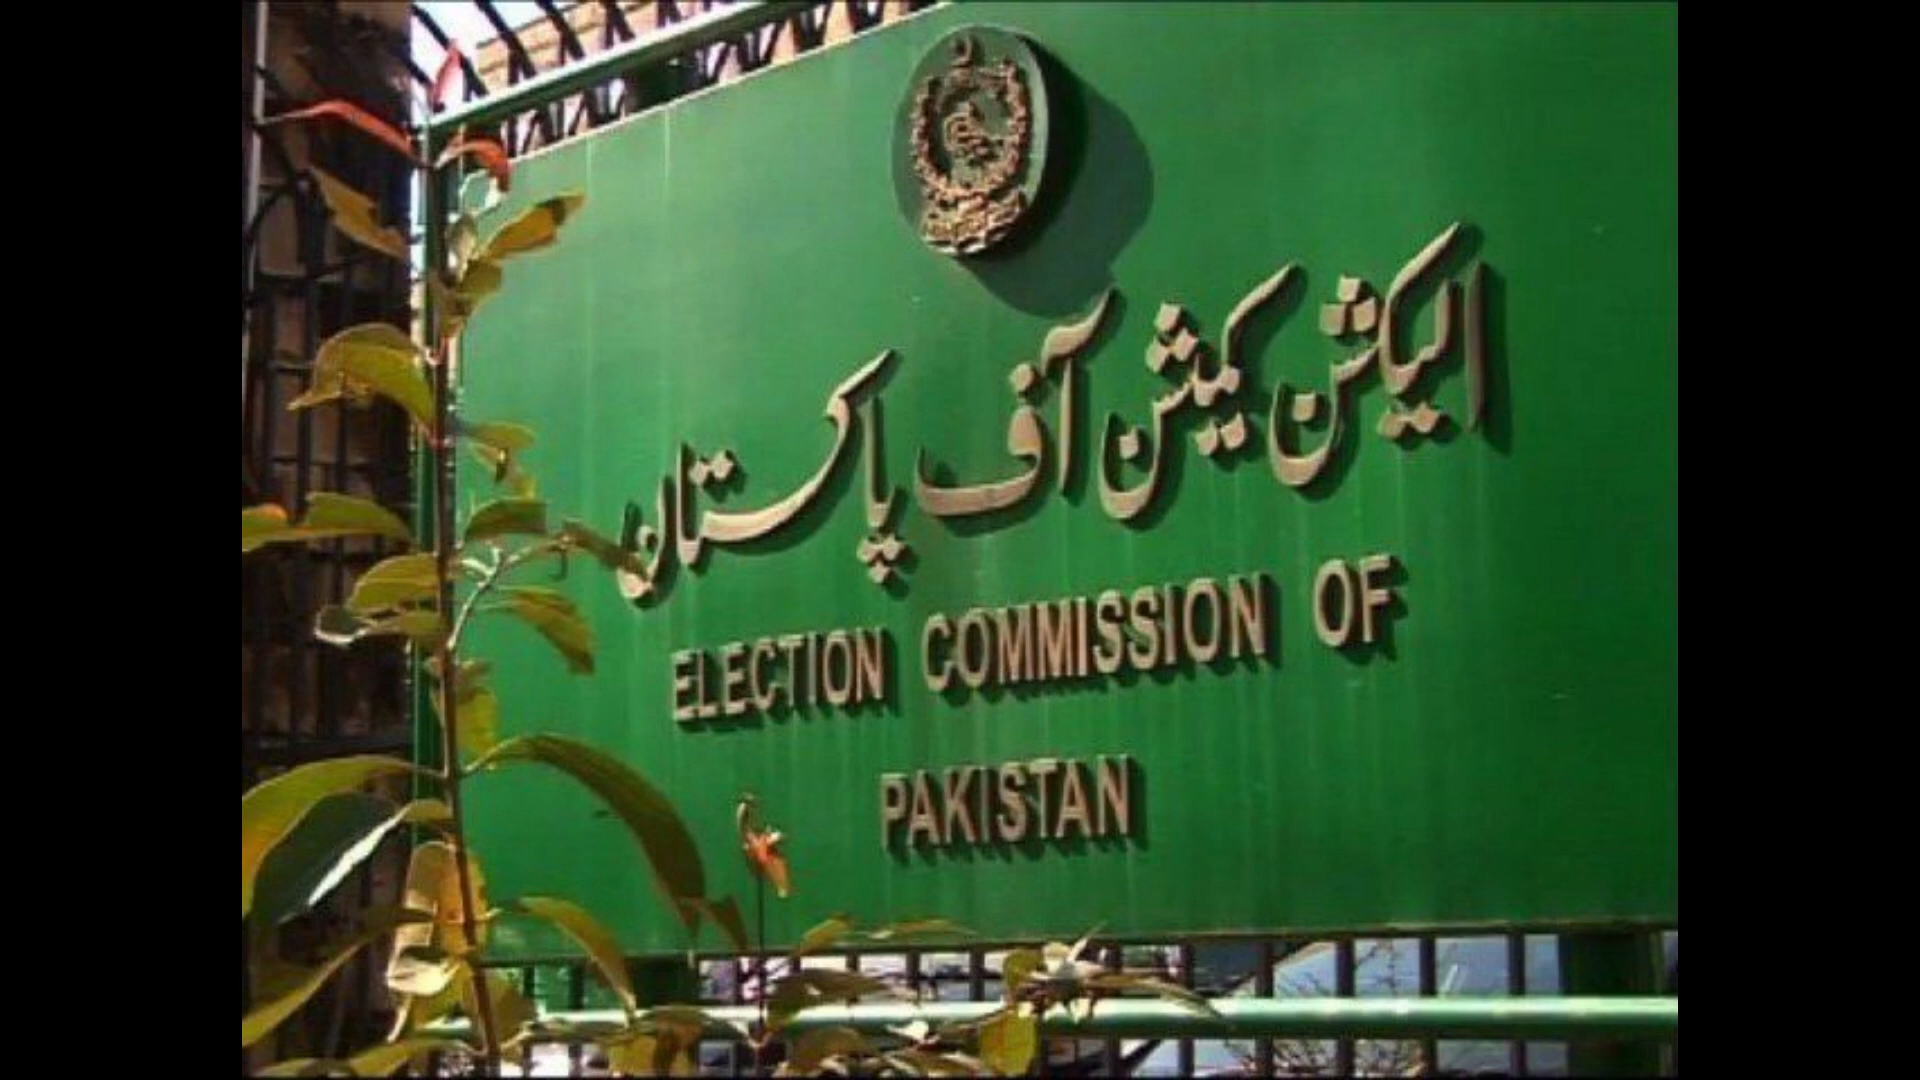 الیکشن کمیشن آف پاکستان
ELECTION COMMISSION OF
PAKISTAN